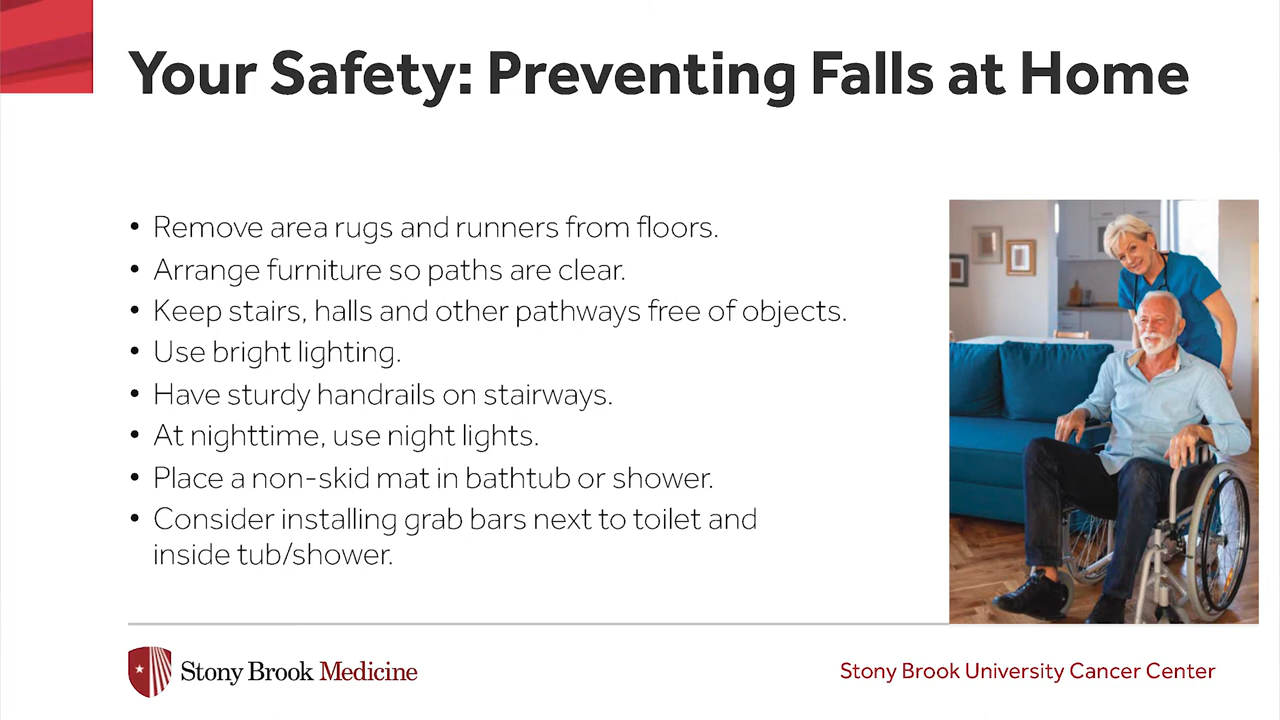 Your Safety: Preventing Falls at Home
• Remove area rugs and runners from floors.
• Arrange furniture so paths are clear.
• Keep stairs, halls and other pathways free of objects.
• Use bright lighting.
• Have sturdy handrails on stairways.
• At nighttime, use night lights.
• Place a non-skid mat in bathtub or shower.
• Consider installing grab bars next to toilet and
inside tub/shower.
Stony Brook Medicine
Stony Brook University Cancer Center